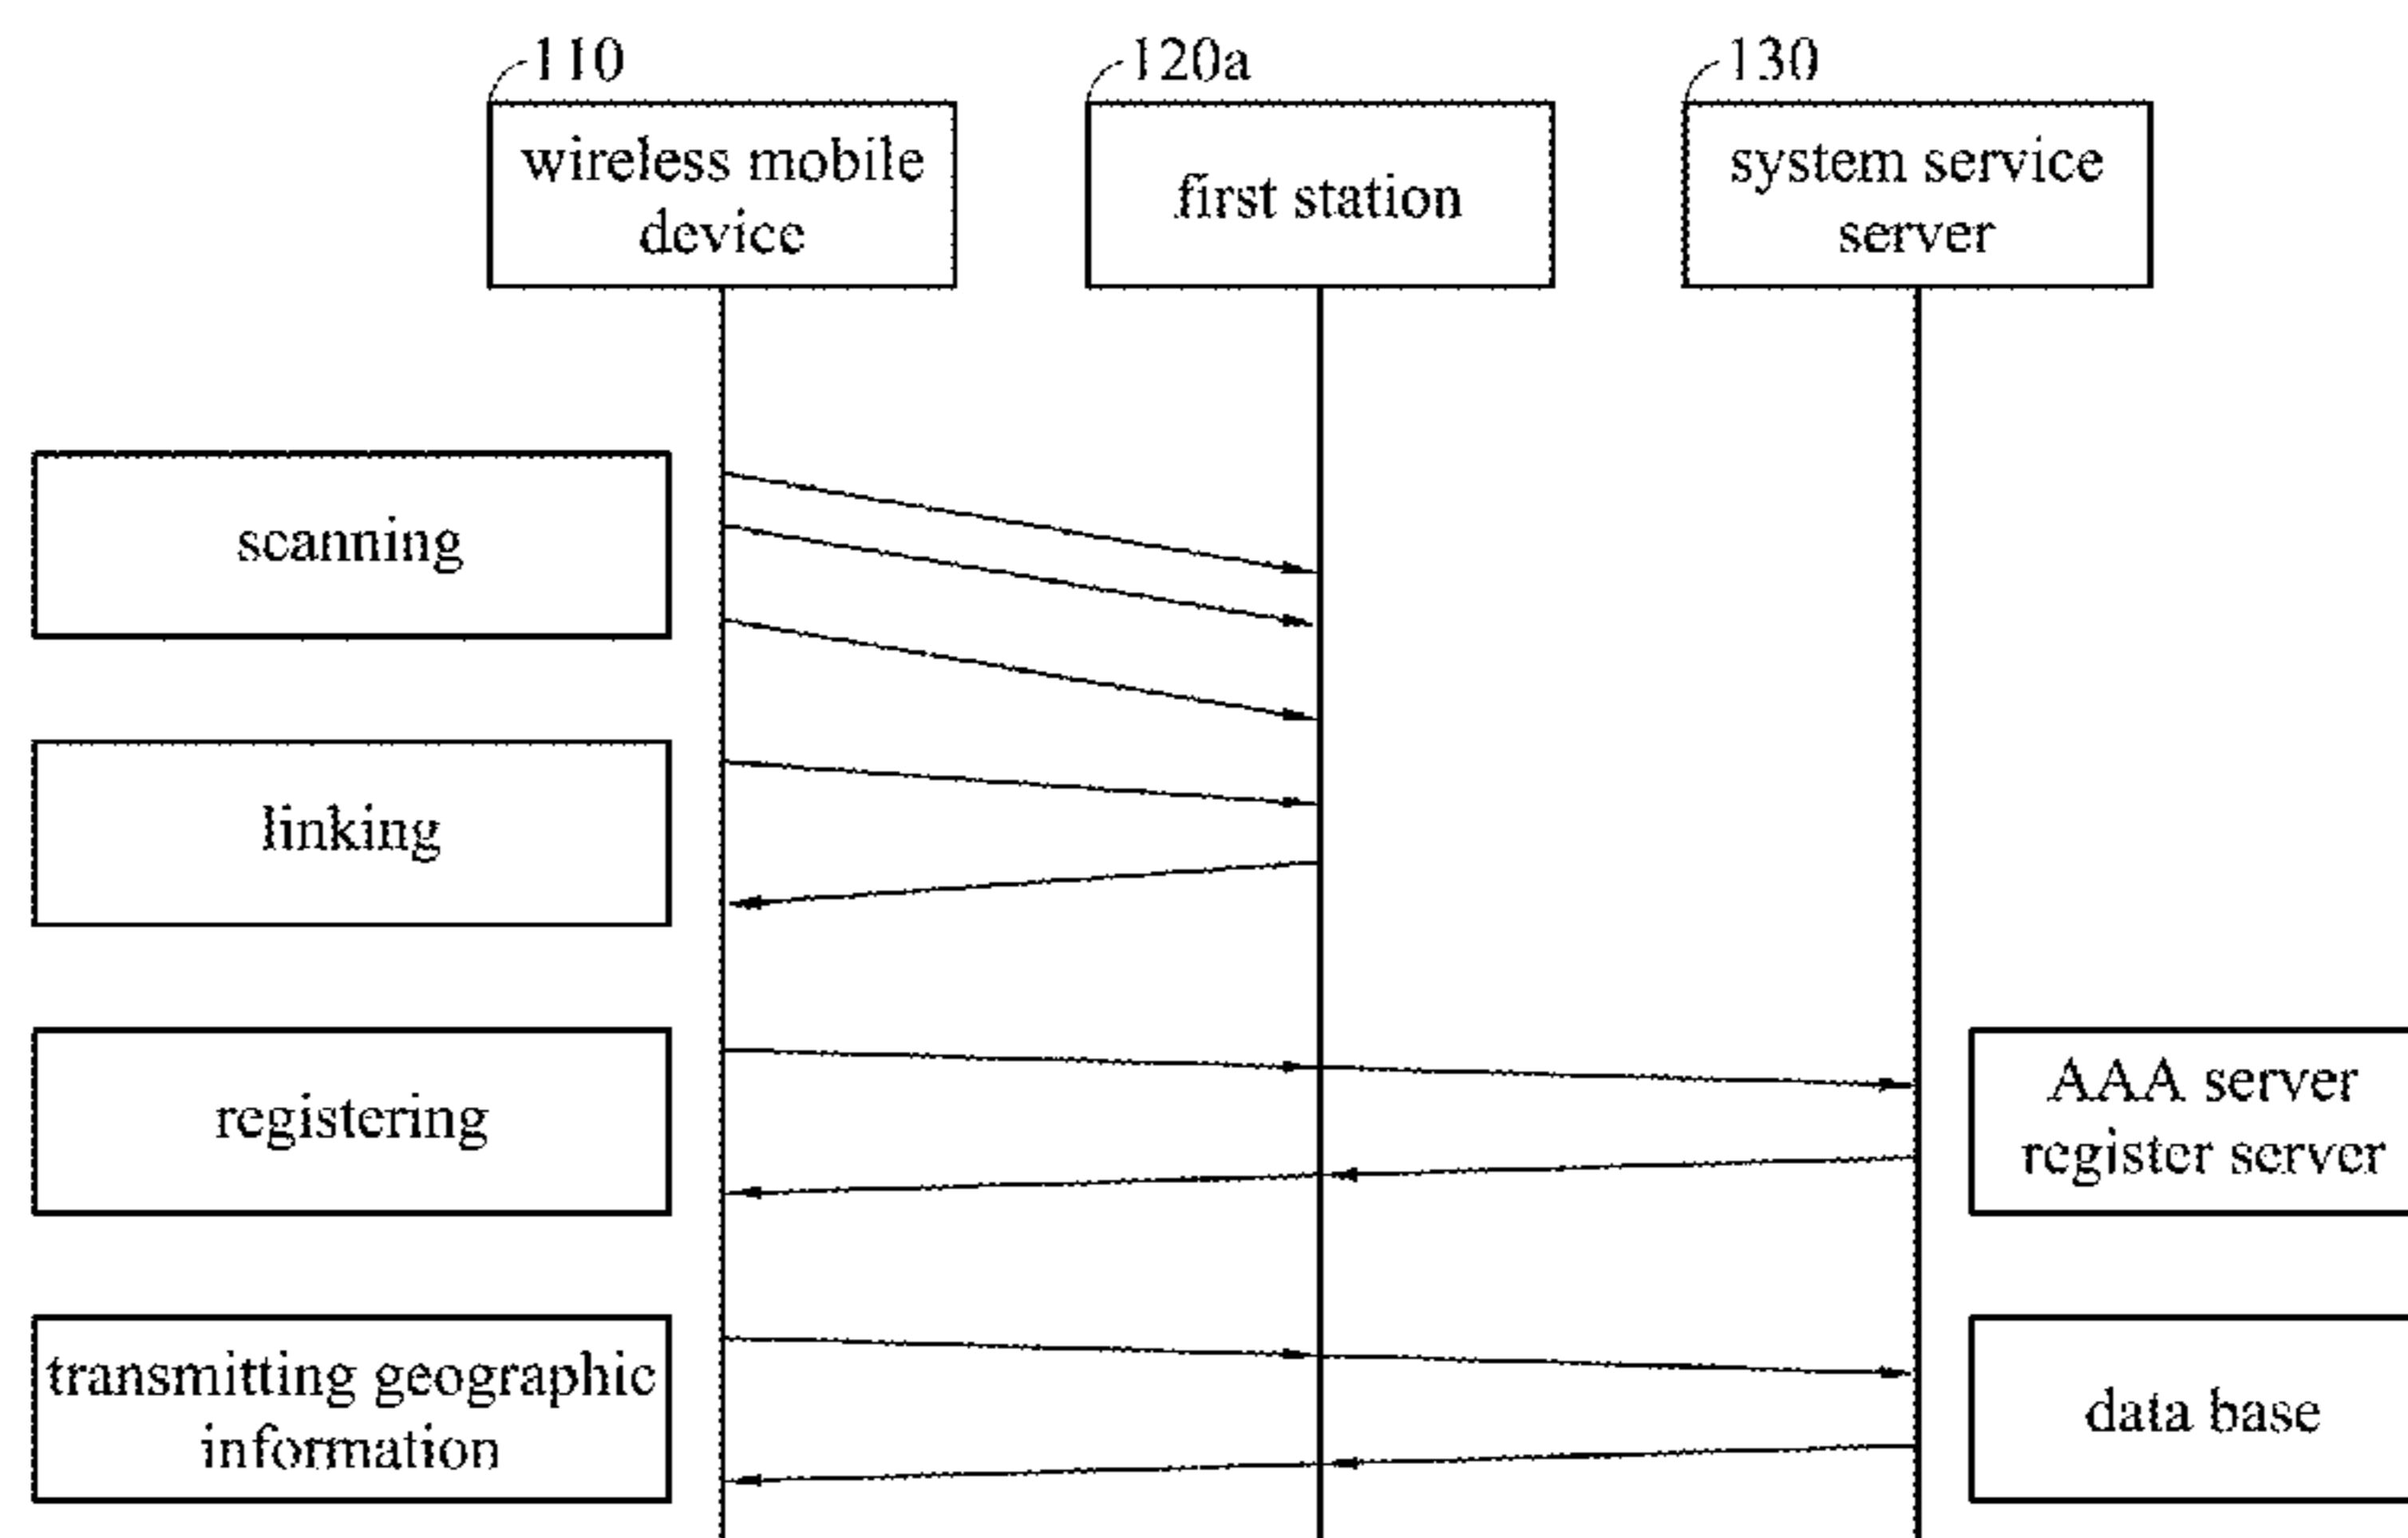 110
120a
130
wireless mobile
device
first station
system service
server
scanning
linking
registering
AAA server
register server
transmitting geographic
information
data base